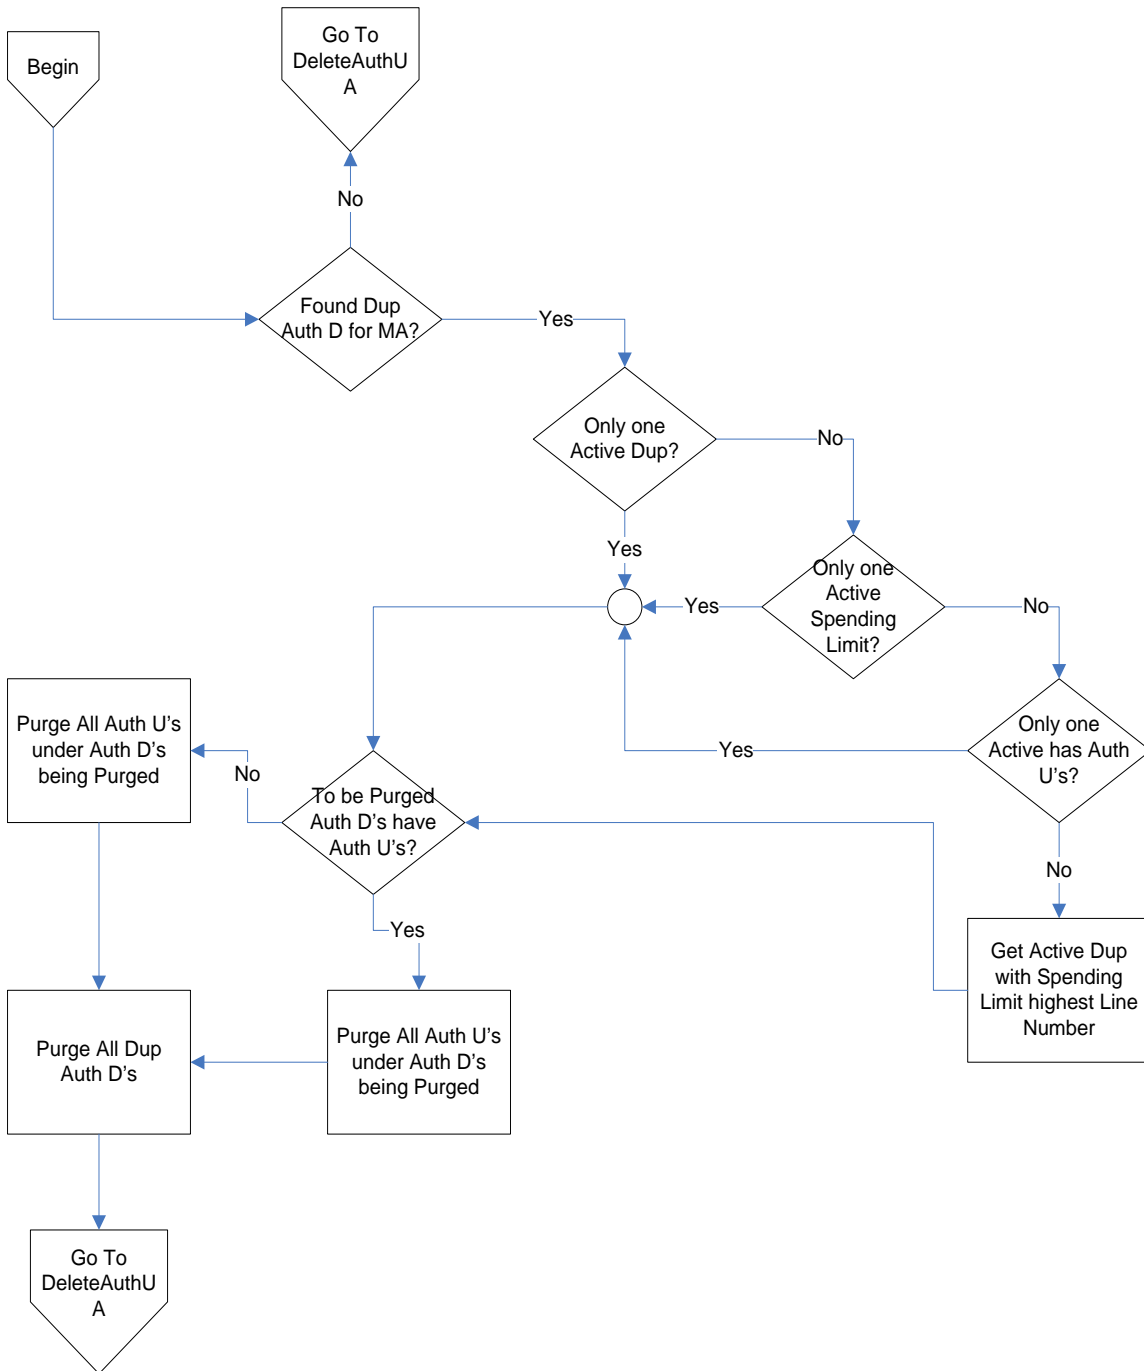 Begin
Go To
DeleteAuthU
A
No
Found Dup
Auth D for MA?
Yes
Only one
Active Dup?
No
Yes
Only one
Active
Spending
Limit?
Yes
No
Only one
Active has Auth
U's?
Yes
No
Purge All Auth U's
under Auth D's
being Purged
No
To be Purged
Auth D's have
Auth U's?
Yes
Get Active Dup
with Spending
Limit highest Line
Number
Purge All Dup
Auth D's
Purge All Auth U's
under Auth D's
being Purged
Go To
DeleteAuthU
A